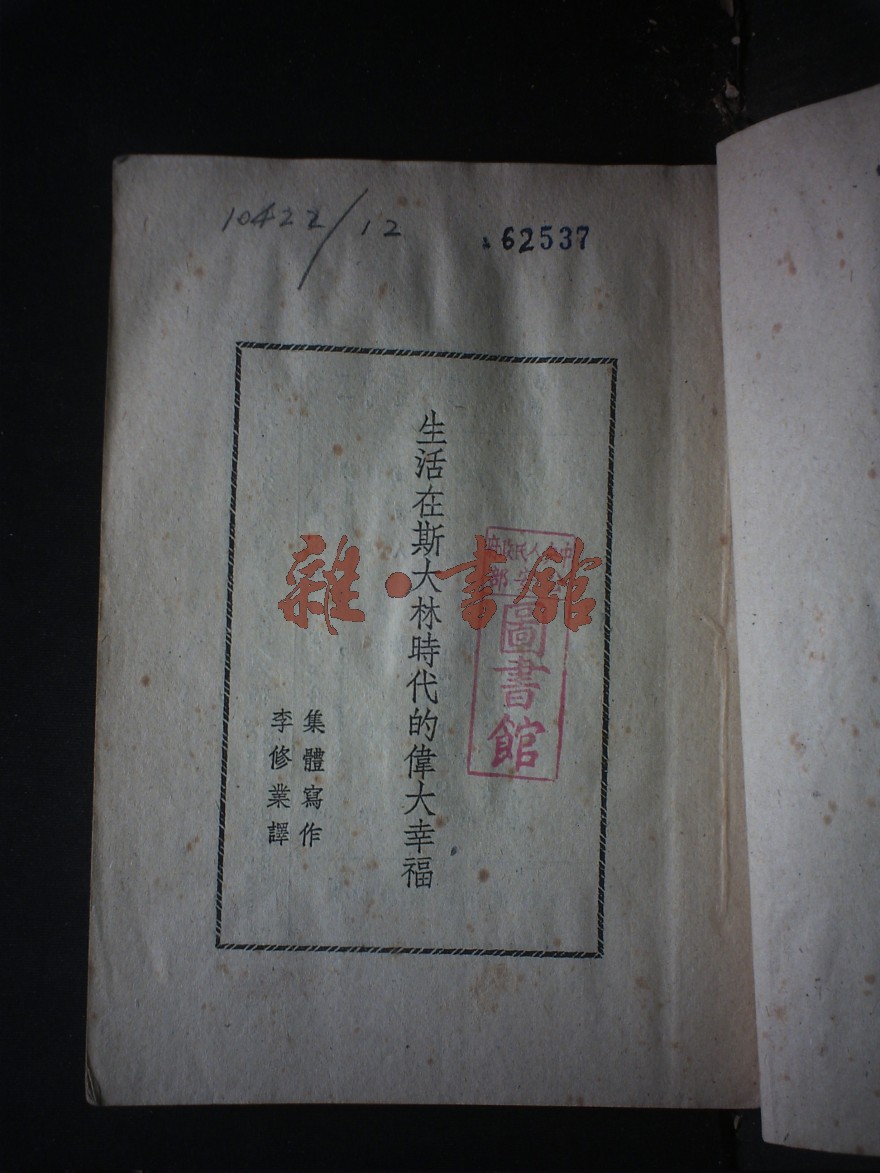 10422/12
62537
生活在斯大林時代的偉大幸福
集體寫作
李修業譯
圖書館
雜·書館